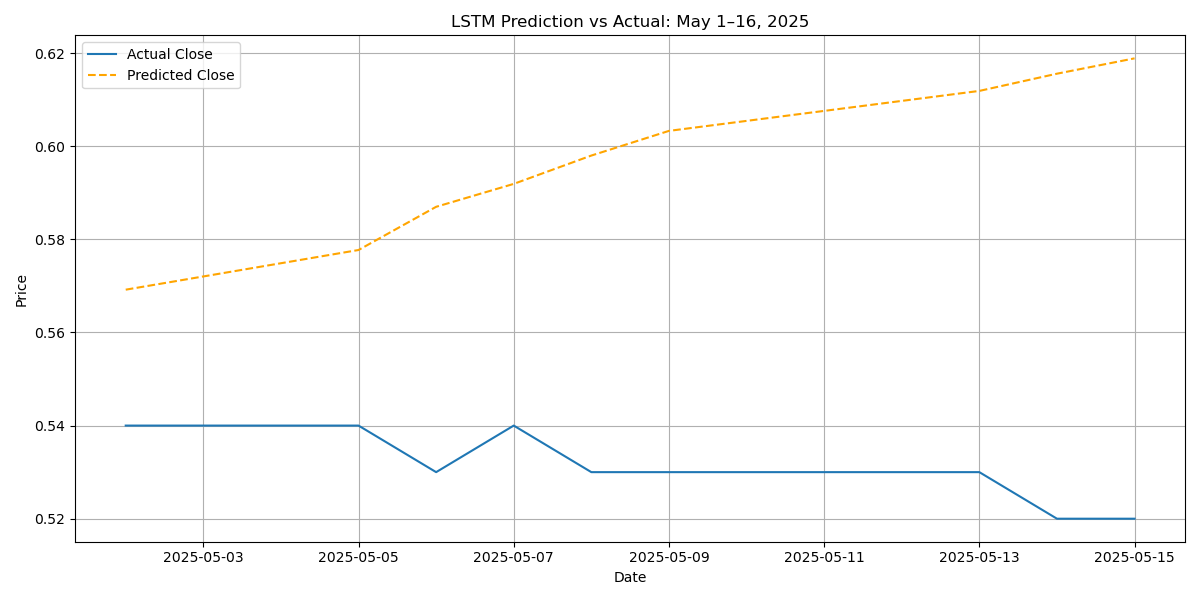 LSTM Prediction vs Actual: May 1–16, 2025
Actual Close
Predicted Close
0.62
0.60
0.58
0.56
0.54
0.52
Price
2025-05-03
2025-05-05
2025-05-07
2025-05-09
2025-05-11
2025-05-13
2025-05-15
Date